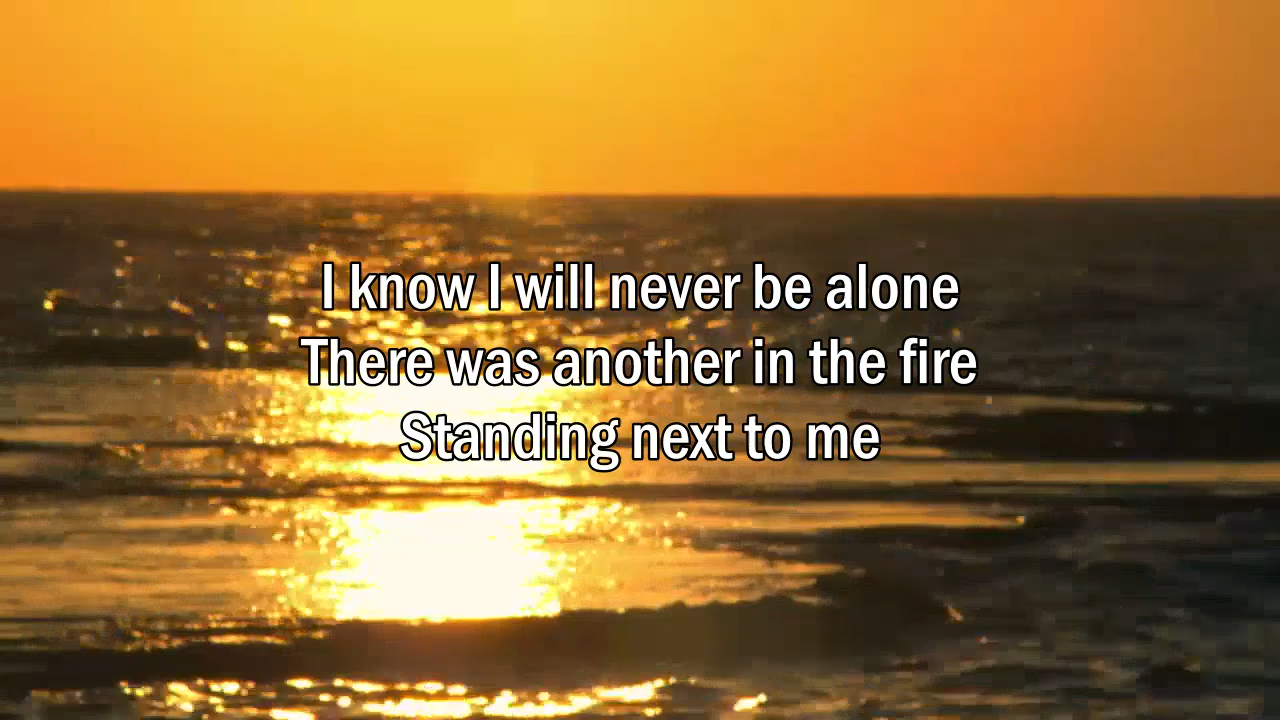 I know I will never be alone
There was another in the fire
Standing next to me